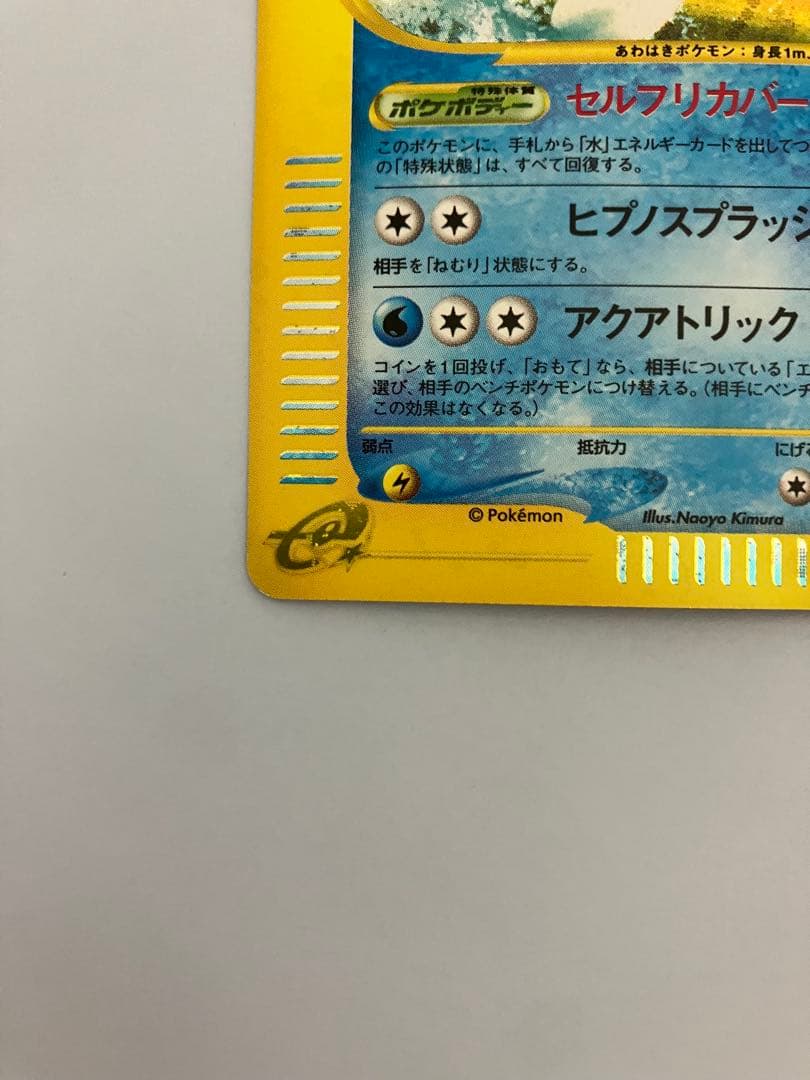 あわはきポケモン：身長1m
特殊体質
ポケボディー
セルフリカバー
このポケモンに、手札から「水」エネルギーカードを出してつ
の「特殊状態」は、すべて回復する。
ヒプノスプラッシ
相手を「ねむり」状態にする。
アクアトリック
コインを1回投げ、「おもて」なら、相手についている「エ
選び、相手のベンチポケモンにつけ替える。（相手にベンチ
この効果はなくなる。）
弱点 抵抗力 にげる
© Pokémon Illus.Naoyo Kimura
e